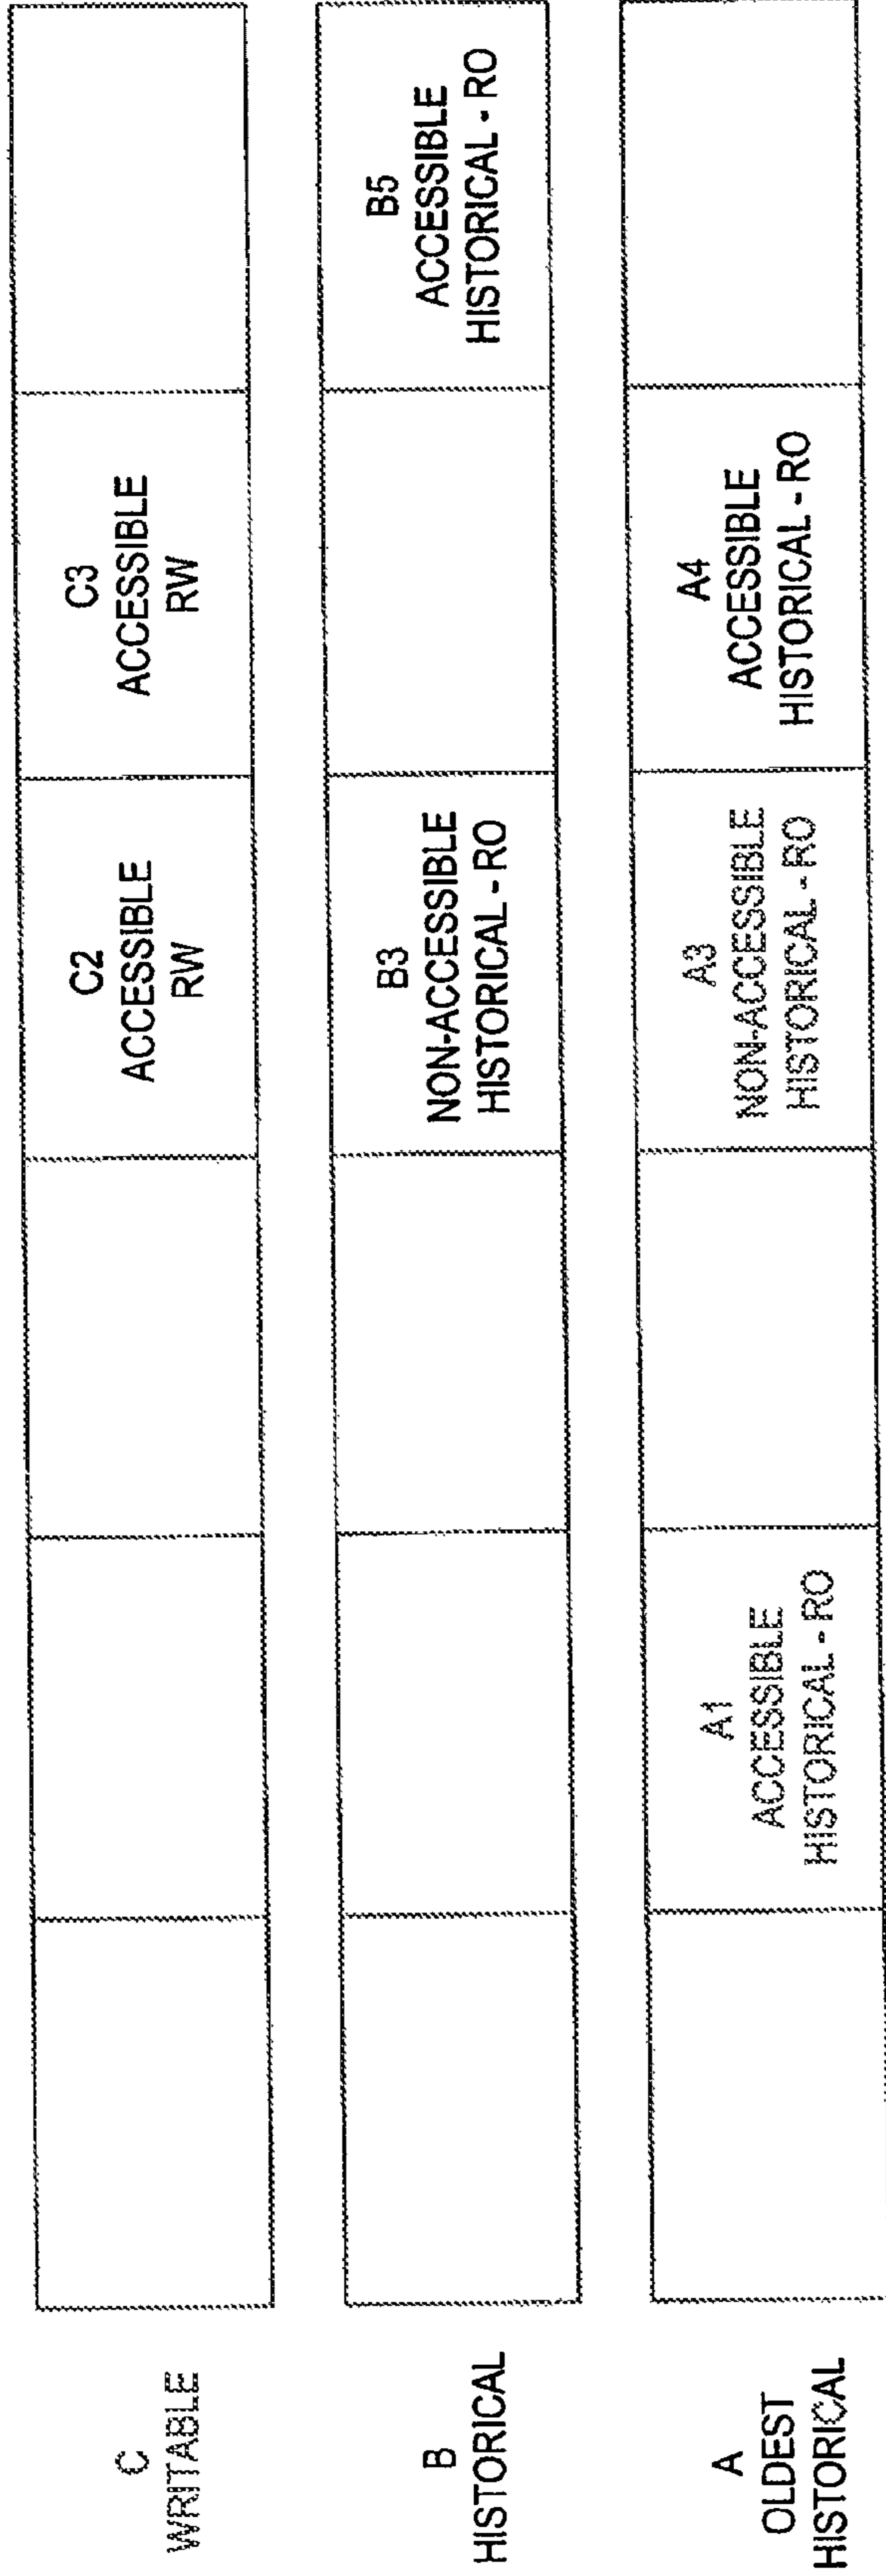 C
WRITABLE
C2
ACCESSIBLE
RW
C3
ACCESSIBLE
RW
B
HISTORICAL
B3
NON-ACCESSIBLE
HISTORICAL - RO
B5
ACCESSIBLE
HISTORICAL - RO
A
OLDEST
HISTORICAL
A1
ACCESSIBLE
HISTORICAL - RO
A3
NON-ACCESSIBLE
HISTORICAL - RO
A4
ACCESSIBLE
HISTORICAL - RO